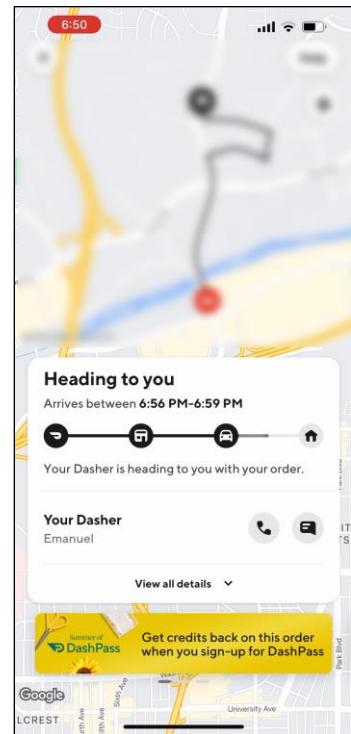 6:50
Heading to you
Arrives between 6:56 PM-6:59 PM
Your Dasher is heading to you with your order.
Your Dasher
Emanuel
View all details
Summer of
DashPass
Get credits back on this order
when you sign-up for DashPass
Park Blvd
Google
University Ave
LCREST